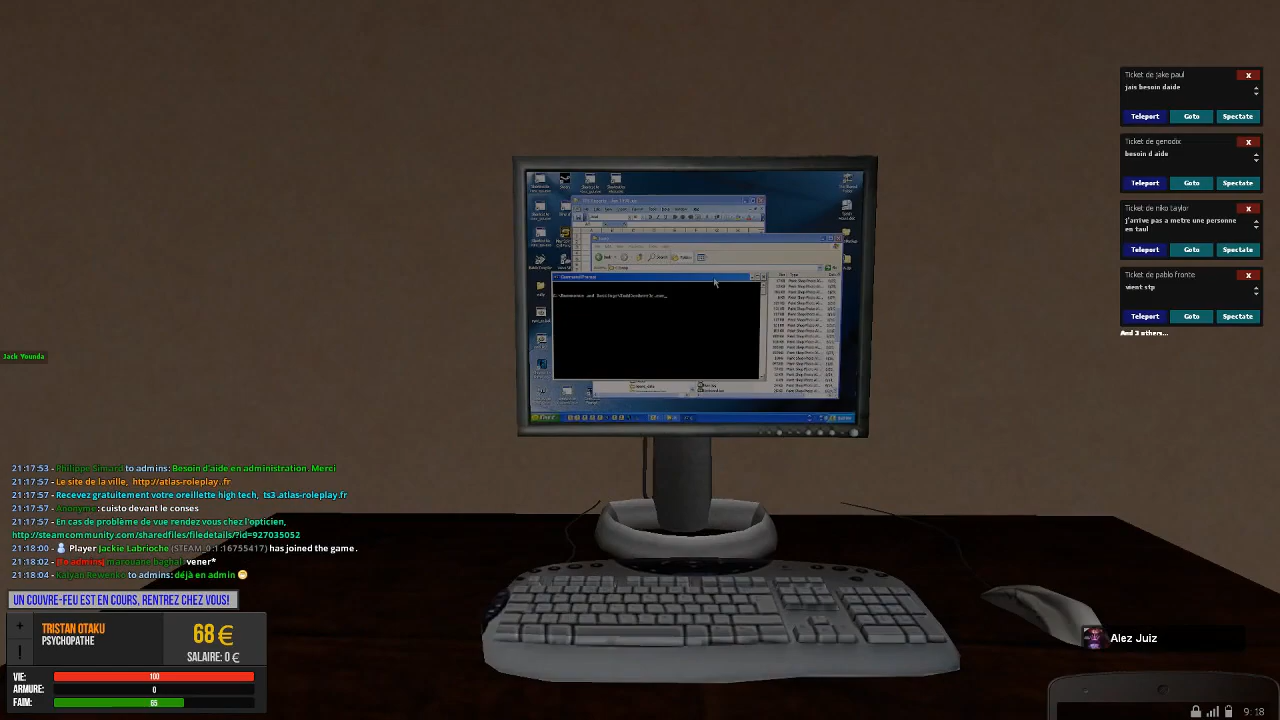 Ticket de jake paul
X
jais besoin daide
Teleport Goto Spectate
Ticket de genodix
X
besoin d aide
Teleport Goto Spectate
Ticket de niko taylor
X
j'arrive pas a metre une personne
en taul
Teleport Goto Spectate
Ticket de pablo fronte
X
vient stp
Teleport Goto Spectate
And 3 others...
Jack Younda
21:17:53 - Philippe Simard to admins: Besoin d'aide en administration, Merci
21:17:57 - Le site de la ville, http://atlas-roleplay.fr
21:17:57 - Recevez gratuitement votre oreillette high tech, ts3.atlas-roleplay.fr
21:17:57 - Anonyme: cuisto devant le conses
21:17:57 - En cas de problème de vue rendez vous chez l'opticien,
http://steamcommunity.com/sharedfiles/filedetails/?id=927035052
21:18:00 - Player Jackie Labrioche (STEAM_0:1:16755417) has joined the game.
21:18:02 - [To admins] marouane baghal: vener*
21:18:04 - Kalyan Rewenko to admins: déjà en admin
UN COUVRE-FEU EST EN COURS, RENTREZ CHEZ VOUS!
+ TRISTAN OTAKU 68 €
! PSYCHOPATHE SALAIRE: 0 €
VIE: 100
ARMURE: 0
FAIM: 65
Alez Juiz
9:18